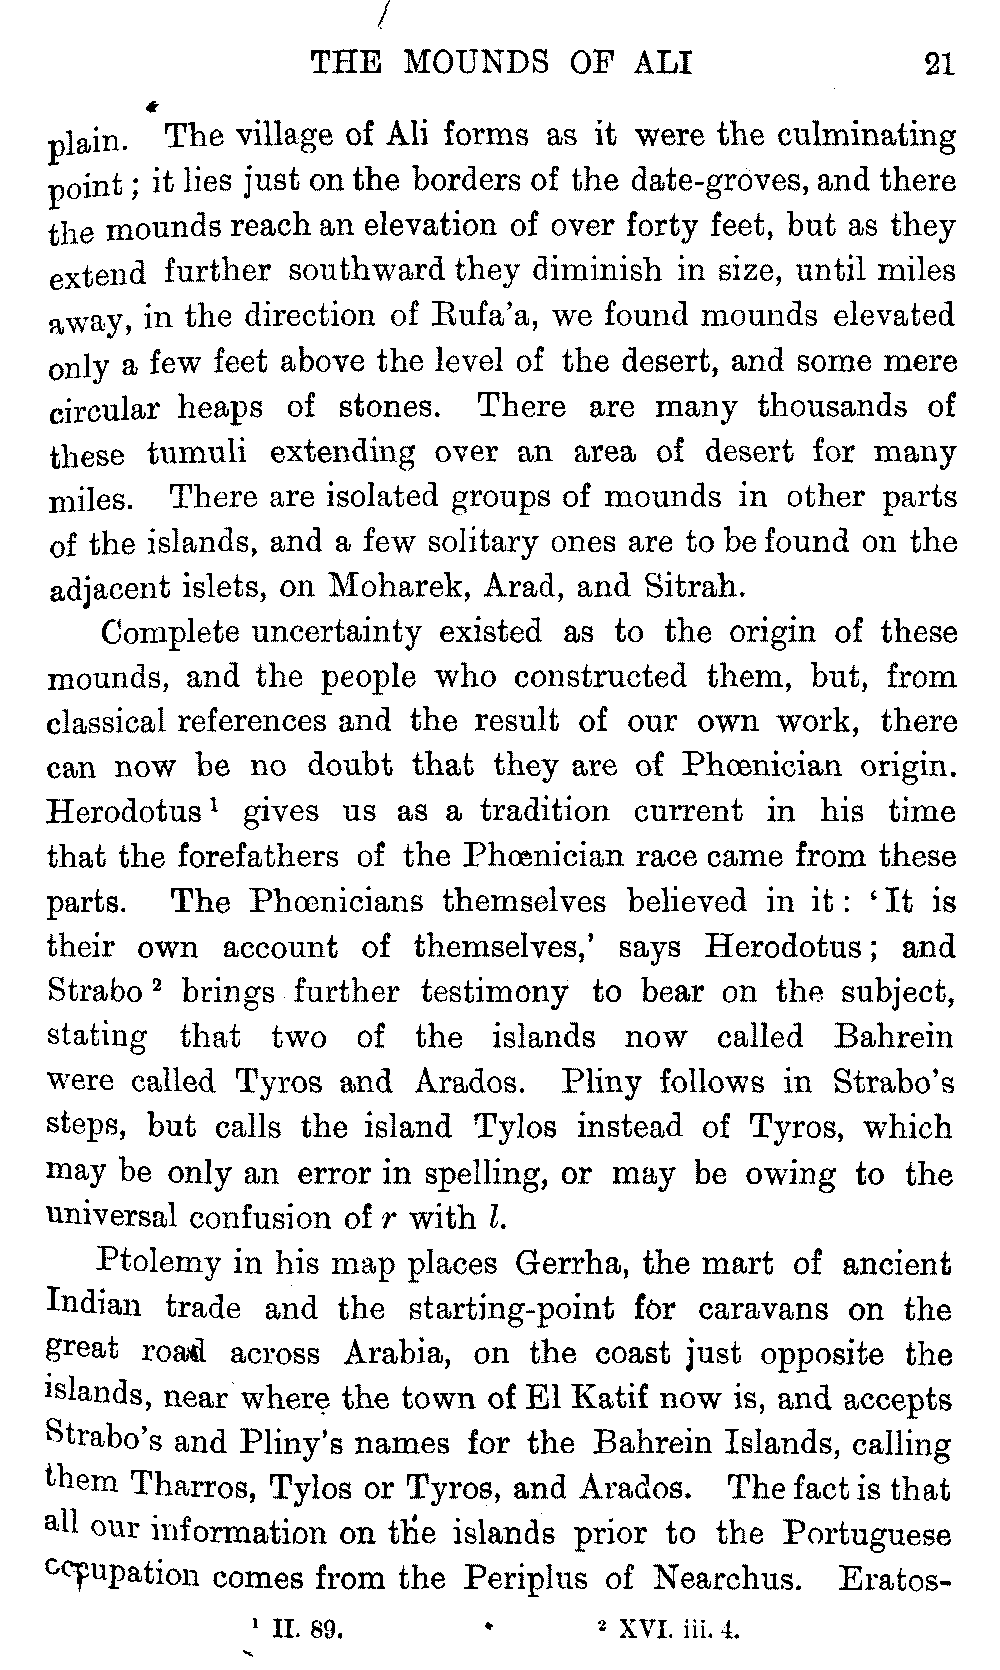 THE MOUNDS OF ALI 21
plain. The village of Ali forms as it were the culminating
point; it lies just on the borders of the date-groves, and there
the mounds reach an elevation of over forty feet, but as they
extend further southward they diminish in size, until miles
away, in the direction of Rufa'a, we found mounds elevated
only a few feet above the level of the desert, and some mere
circular heaps of stones. There are many thousands of
these tumuli extending over an area of desert for many
miles. There are isolated groups of mounds in other parts
of the islands, and a few solitary ones are to be found on the
adjacent islets, on Moharek, Arad, and Sitrah.
Complete uncertainty existed as to the origin of these
mounds, and the people who constructed them, but, from
classical references and the result of our own work, there
can now be no doubt that they are of Phœnician origin.
Herodotus ¹ gives us as a tradition current in his time
that the forefathers of the Phœnician race came from these
parts. The Phœnicians themselves believed in it: ‘It is
their own account of themselves,’ says Herodotus; and
Strabo ² brings further testimony to bear on the subject,
stating that two of the islands now called Bahrein
were called Tyros and Arados. Pliny follows in Strabo's
steps, but calls the island Tylos instead of Tyros, which
may be only an error in spelling, or may be owing to the
universal confusion of r with l.
Ptolemy in his map places Gerrha, the mart of ancient
Indian trade and the starting-point for caravans on the
great road across Arabia, on the coast just opposite the
islands, near where the town of El Katif now is, and accepts
Strabo's and Pliny's names for the Bahrein Islands, calling
them Tharros, Tylos or Tyros, and Arados. The fact is that
all our information on the islands prior to the Portuguese
occupation comes from the Periplus of Nearchus. Eratos-
¹ II. 89. ² XVI. iii. 4.